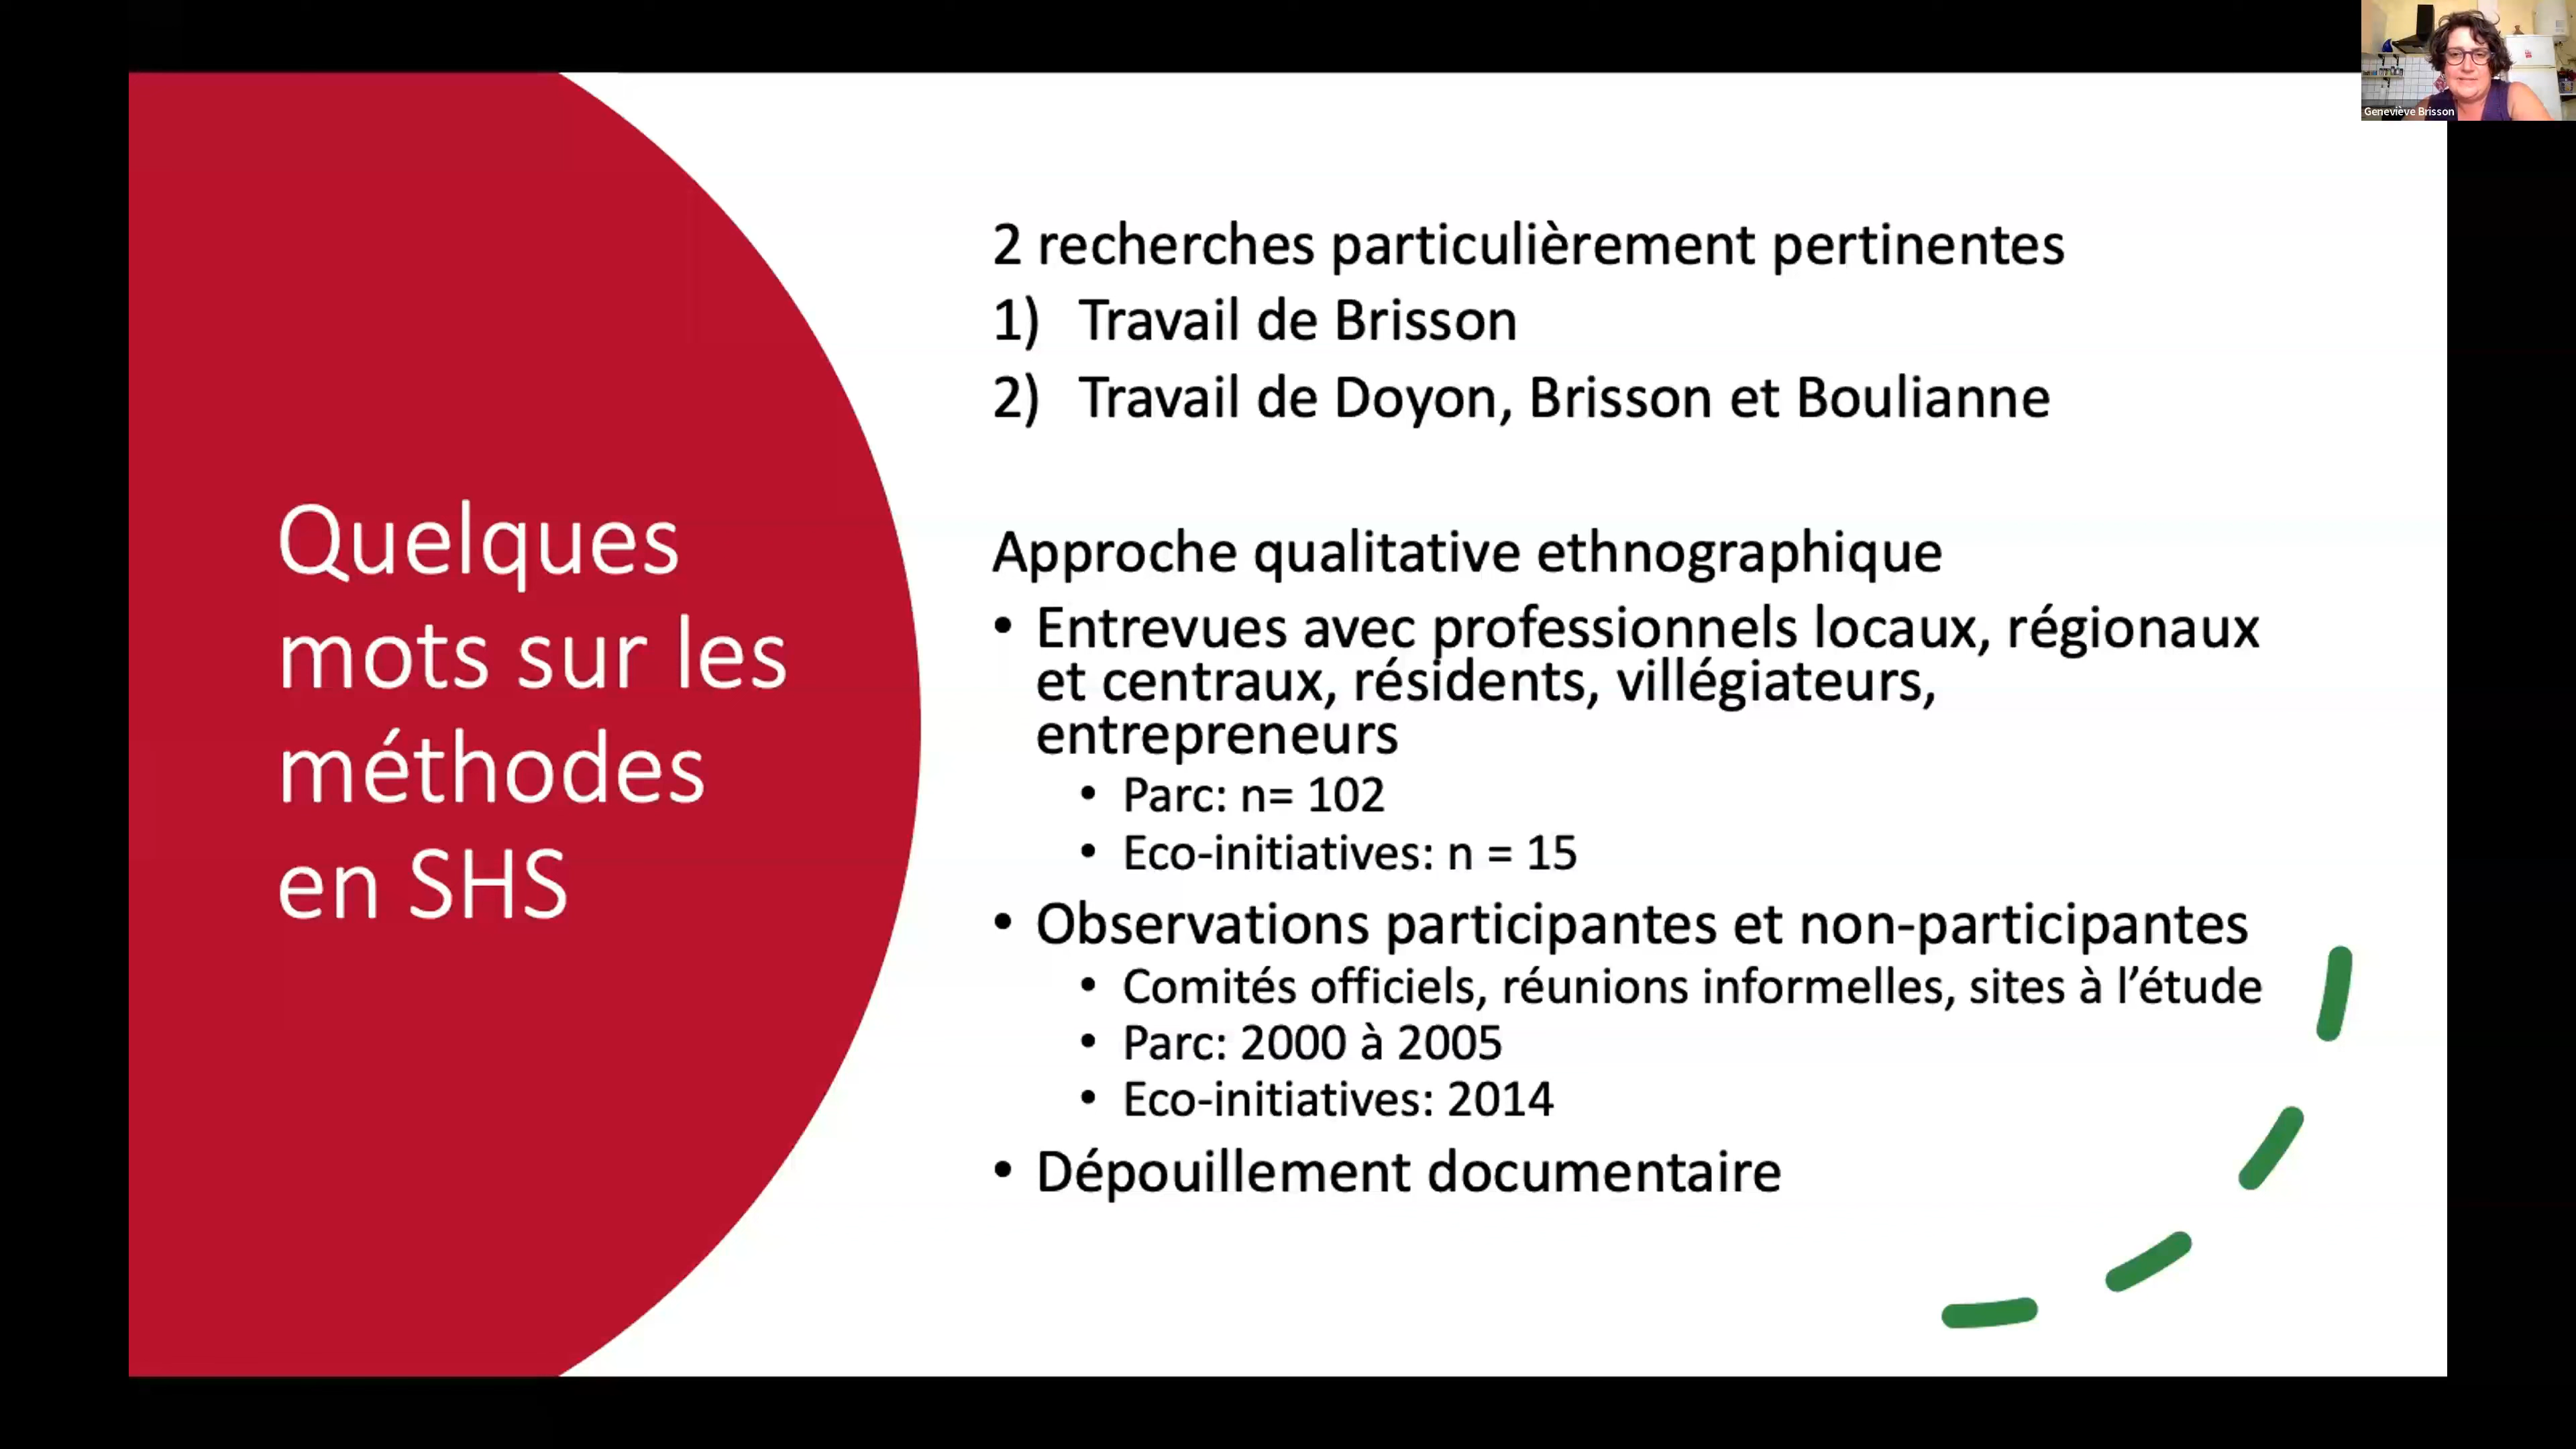 Geneviève Brisson
Quelques
mots sur les
méthodes
en SHS
2 recherches particulièrement pertinentes
1) Travail de Brisson
2) Travail de Doyon, Brisson et Boulianne
Approche qualitative ethnographique
• Entrevues avec professionnels locaux, régionaux
et centraux, résidents, villégiateurs,
entrepreneurs
• Parc: n= 102
• Eco-initiatives: n = 15
• Observations participantes et non-participantes
• Comités officiels, réunions informelles, sites à l’étude
• Parc: 2000 à 2005
• Eco-initiatives: 2014
• Dépouillement documentaire